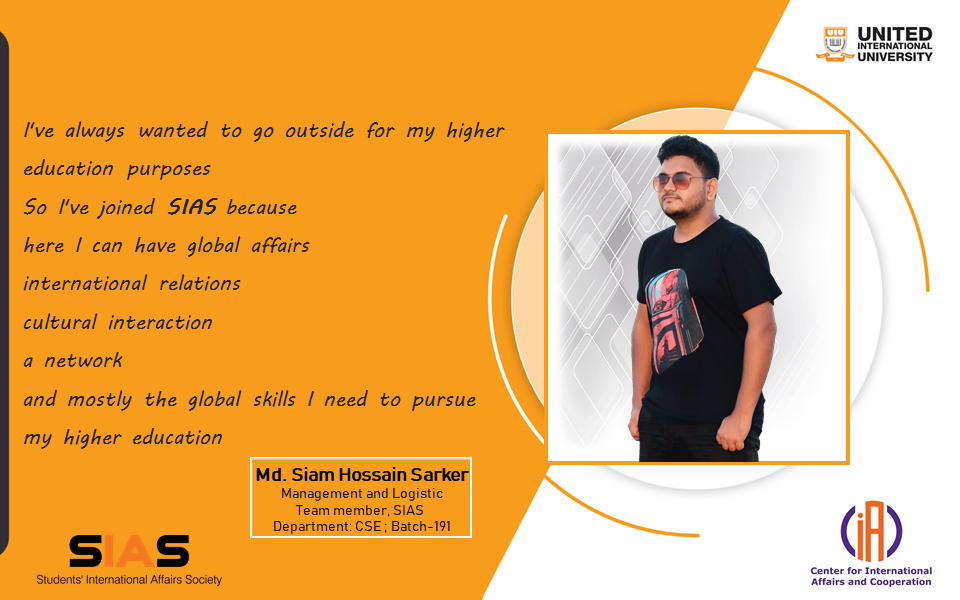 I've always wanted to go outside for my higher
education purposes
So I've joined SIAS because
here I can have global affairs
international relations
cultural interaction
a network
and mostly the global skills I need to pursue
my higher education
Md. Siam Hossain Sarker
Management and Logistic
Team member, SIAS
Department: CSE ; Batch-191
SIAS
Students' International Affairs Society
UIU
UNITED
INTERNATIONAL
UNIVERSITY
CIAC
Center for International
Affairs and Cooperation